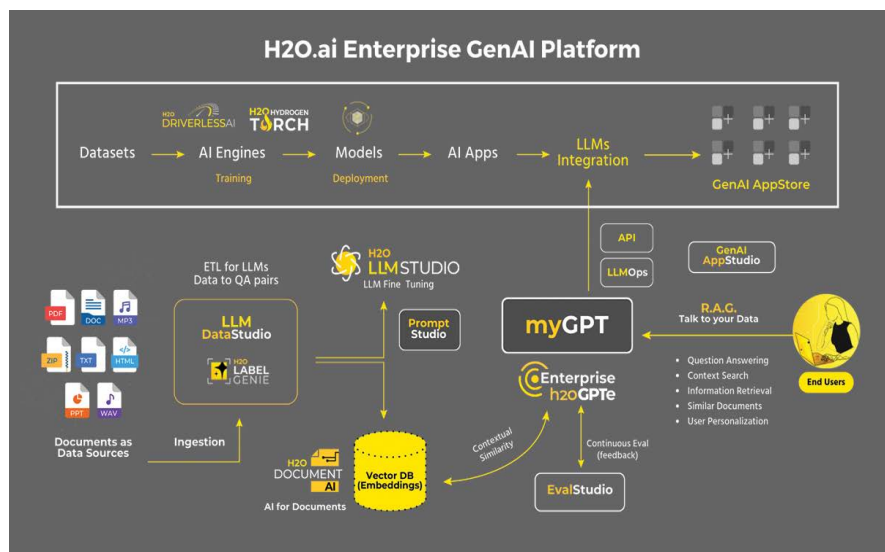 H2O.ai Enterprise GenAI Platform
H2O
DRIVERLESSAI
H2O HYDROGEN
TORCH
Datasets
AI Engines
Models
AI Apps
LLMs
Integration
Training
Deployment
GenAI AppStore
API
LLMOps
GenAI
AppStudio
ETL for LLMs
Data to QA pairs
H2O
LLM STUDIO
LLM Fine Tuning
PDF
DOC
MP3
ZIP
TXT
HTML
PPT
WAV
LLM
DataStudio
H2O
LABEL
GENIE
Prompt
Studio
myGPT
R.A.G.
Talk to your Data
• Question Answering
• Context Search
• Information Retrieval
• Similar Documents
• User Personalization
End Users
Enterprise
h2oGPTe
Documents as
Data Sources
Ingestion
H2O
DOCUMENT
AI
AI for Documents
Vector DB
(Embeddings)
Contextual
Similarity
Continuous Eval
(feedback)
EvalStudio